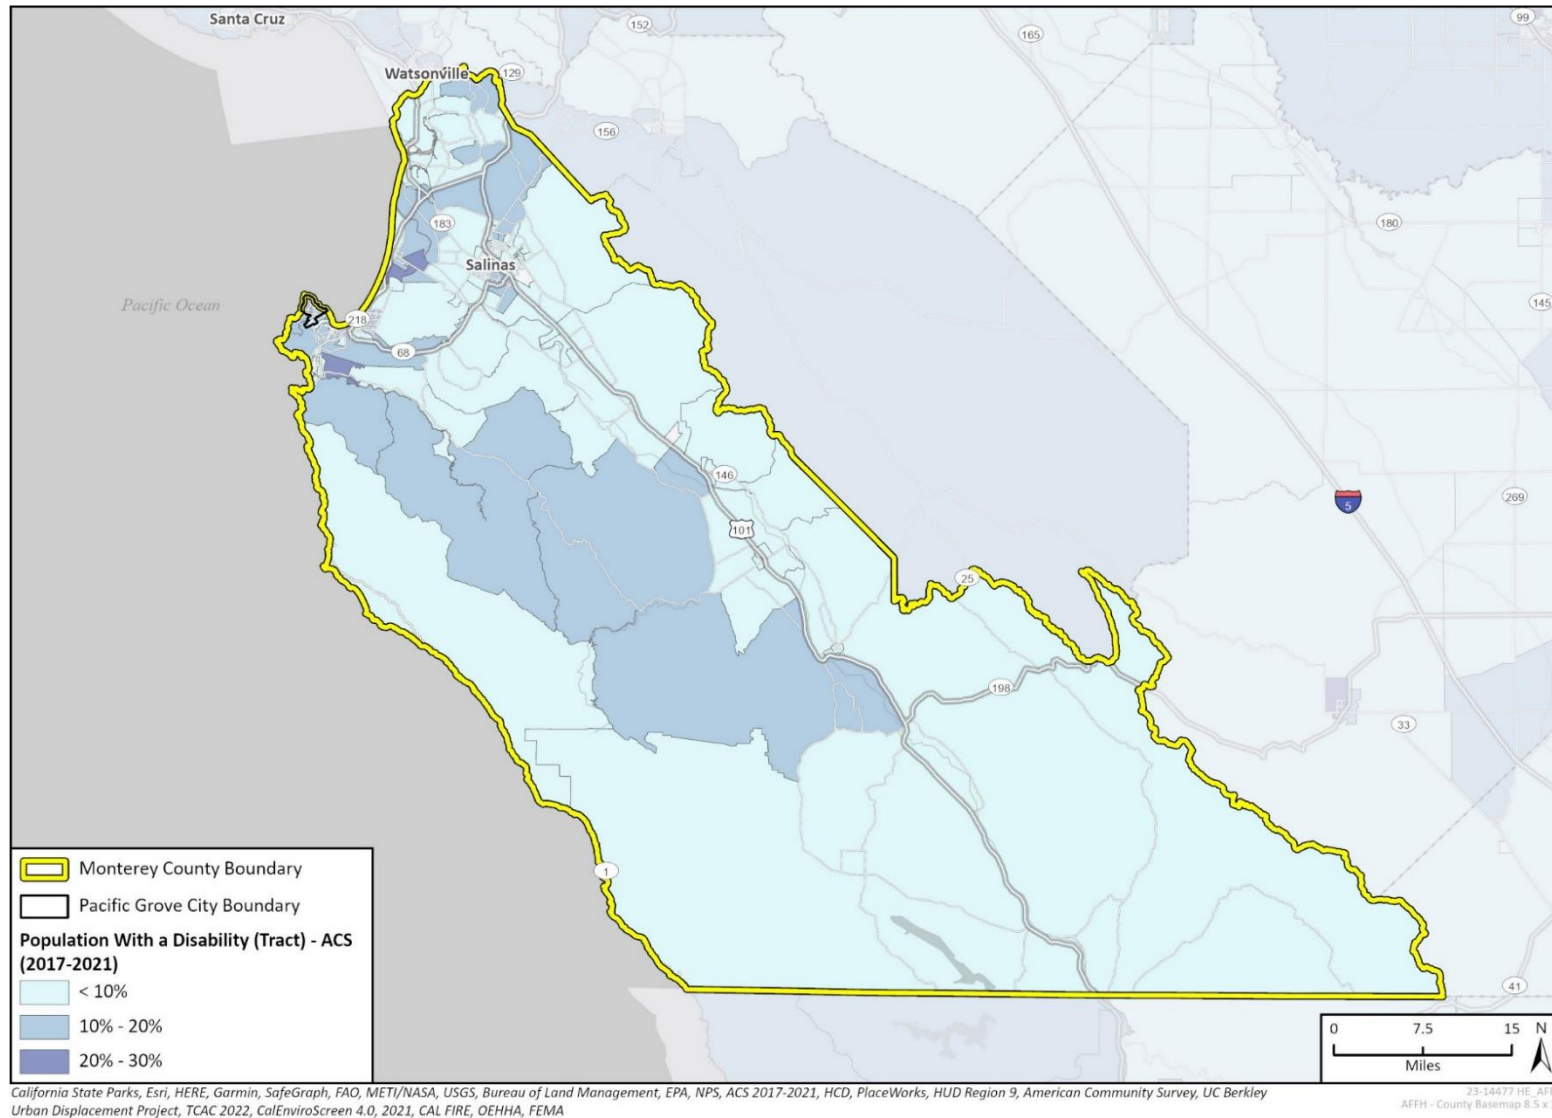 Santa Cruz
152
165
99
Watsonville
129
156
183
180
Salinas
145
Pacific Ocean
218
68
146
5
269
101
25
198
33
1
41
Monterey County Boundary
Pacific Grove City Boundary
Population With a Disability (Tract) - ACS
(2017-2021)
< 10%
10% - 20%
20% - 30%
0 7.5 15 N
Miles
California State Parks, Esri, HERE, Garmin, SafeGraph, FAO, METI/NASA, USGS, Bureau of Land Management, EPA, NPS, ACS 2017-2021, HCD, PlaceWorks, HUD Region 9, American Community Survey, UC Berkley
Urban Displacement Project, TCAC 2022, CalEnviroScreen 4.0, 2021, CAL FIRE, OEHHA, FEMA
23-14477 HE_AFF
AFFH - County Basemap 8.5 x